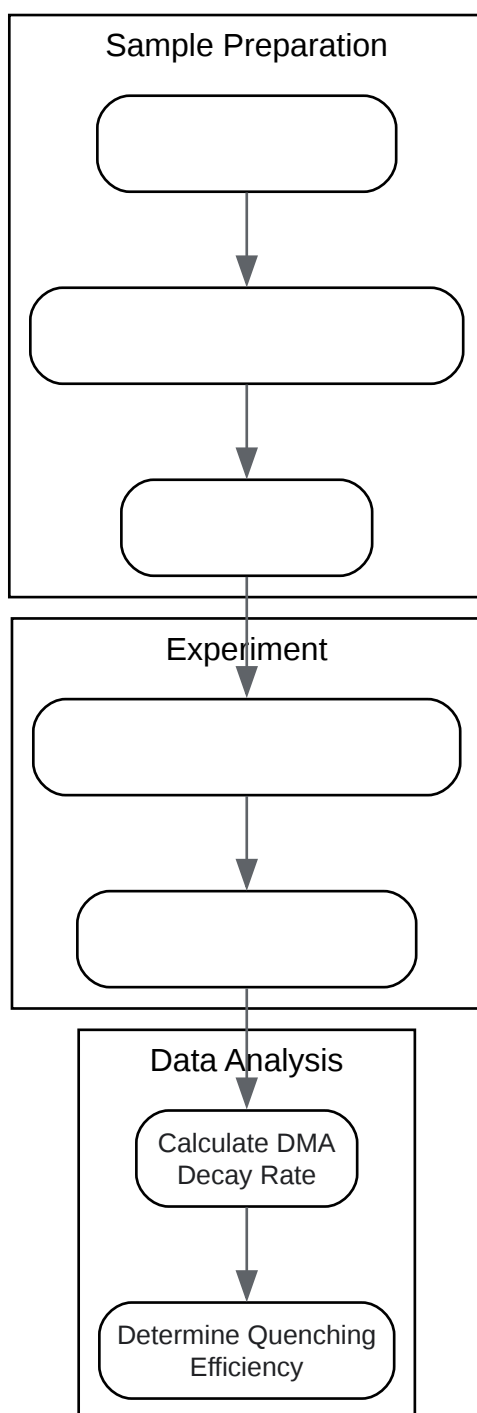 Sample Preparation
Experiment
Data Analysis
Calculate DMA
Decay Rate
Determine Quenching
Efficiency